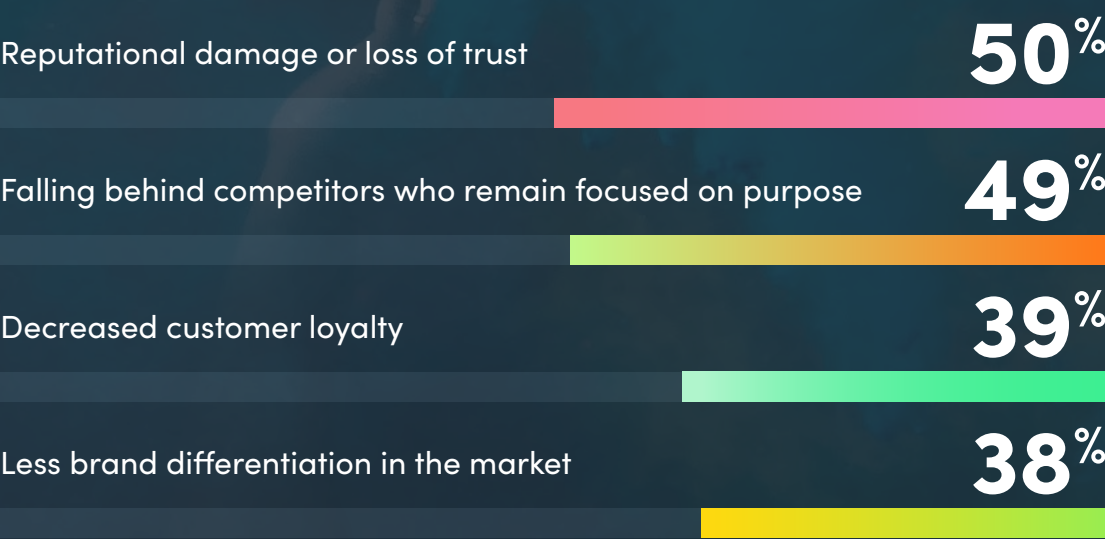 Reputational damage or loss of trust 50%
Falling behind competitors who remain focused on purpose 49%
Decreased customer loyalty 39%
Less brand differentiation in the market 38%